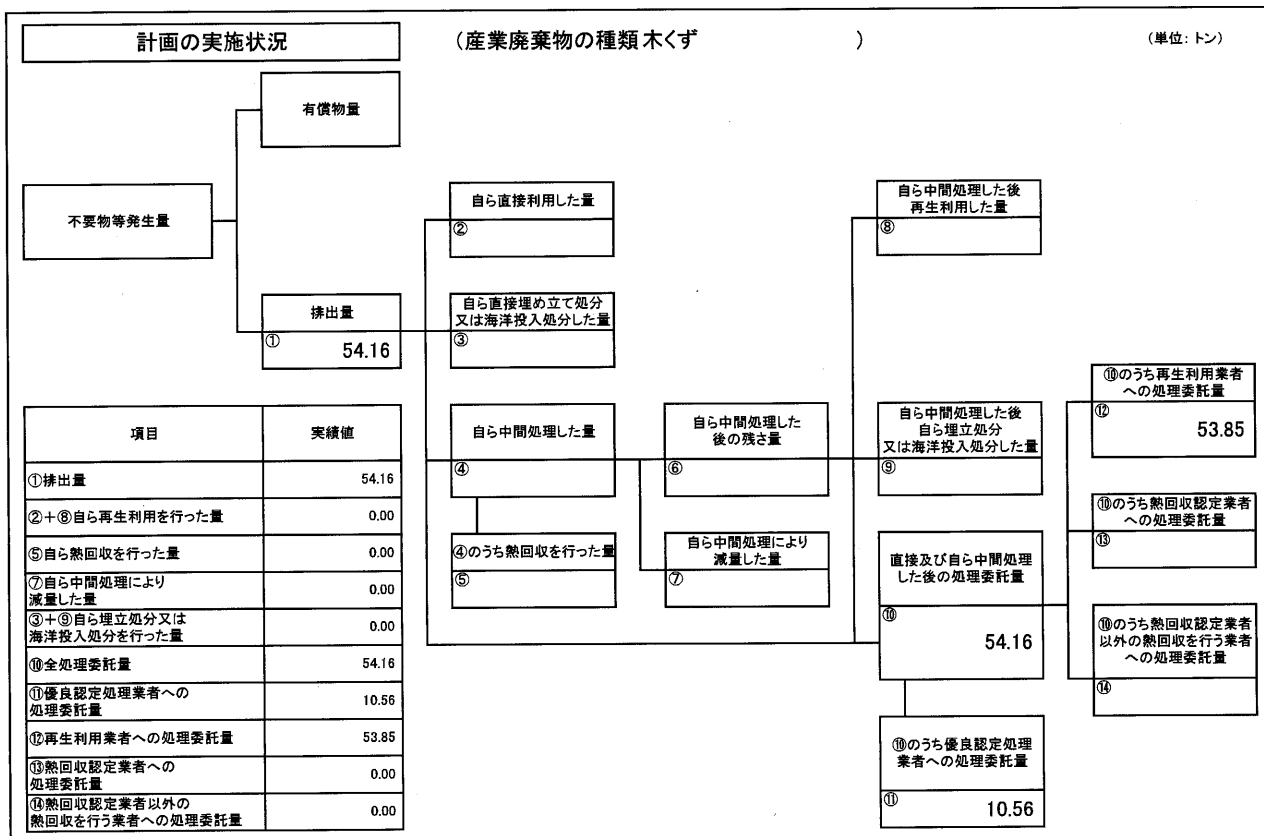 計画の実施状況
(産業廃棄物の種類 木くず )
(単位: トン)
有償物量
不要物等発生量
排出量
①
54.16
自ら直接利用した量
②
自ら直接埋め立て処分
又は海洋投入処分した量
③
自ら中間処理した後
再生利用した量
⑧
自ら中間処理した量
④
自ら中間処理した
後の残さ量
⑥
自ら中間処理した後
自ら埋立処分
又は海洋投入処分した量
⑨
④のうち熱回収を行った量
⑤
自ら中間処理により
減量した量
⑦
直接及び自ら中間処理
した後の処理委託量
⑩
54.16
⑩のうち優良認定処理
業者への処理委託量
⑪
10.56
⑩のうち再生利用業者
への処理委託量
⑫
53.85
⑩のうち熱回収認定業者
への処理委託量
⑬
⑩のうち熱回収認定業者
以外の熱回収を行う業者
への処理委託量
⑭
項目 実績値
①排出量 54.16
②+⑧自ら再生利用を行った量 0.00
⑤自ら熱回収を行った量 0.00
⑦自ら中間処理により
減量した量 0.00
③+⑨自ら埋立処分又は
海洋投入処分を行った量 0.00
⑩全処理委託量 54.16
⑪優良認定処理業者への
処理委託量 10.56
⑫再生利用業者への処理委託量 53.85
⑬熱回収認定業者への
処理委託量 0.00
⑭熱回収認定業者以外の
熱回収を行う業者への処理委託量 0.00